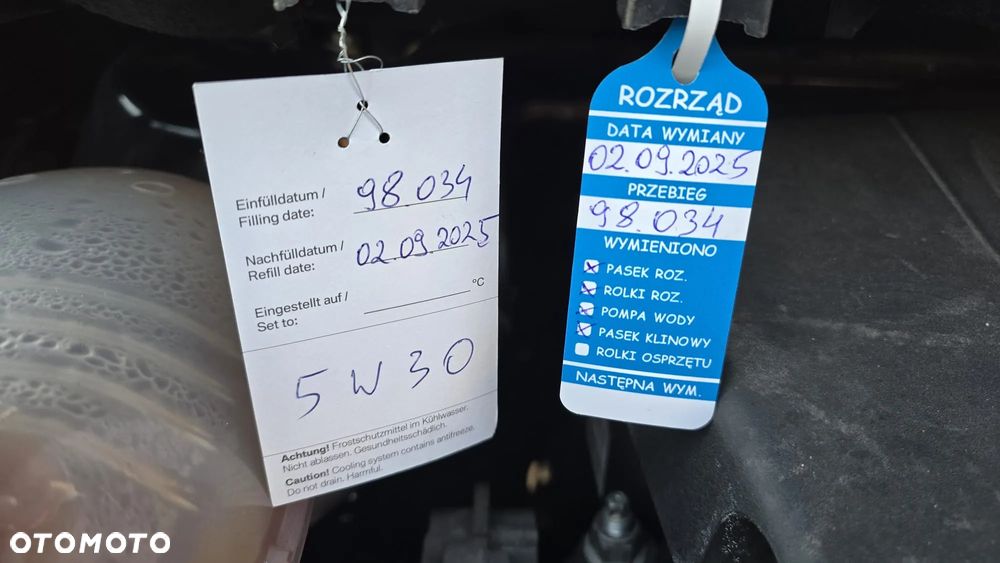 Einfülldatum /
Filling date:
98.034
Nachfülldatum /
Refill date:
02.09.2025
Eingestellt auf /
Set to:
°C
5W30
Achtung! Frostschutzmittel im Kühlwasser.
Nicht ablassen. Gesundheitsschädlich.
Caution! Cooling system contains antifreeze.
Do not drain. Harmful.
ROZRZĄD
DATA WYMIANY
02.09.2025
PRZEBIEG
98.034
WYMIENIONO
PASEK ROZ.
ROLKI ROZ.
POMPA WODY
PASEK KLINOWY
ROLKI OSPRZĘTU
NASTĘPNA WYM.
OTOMOTO